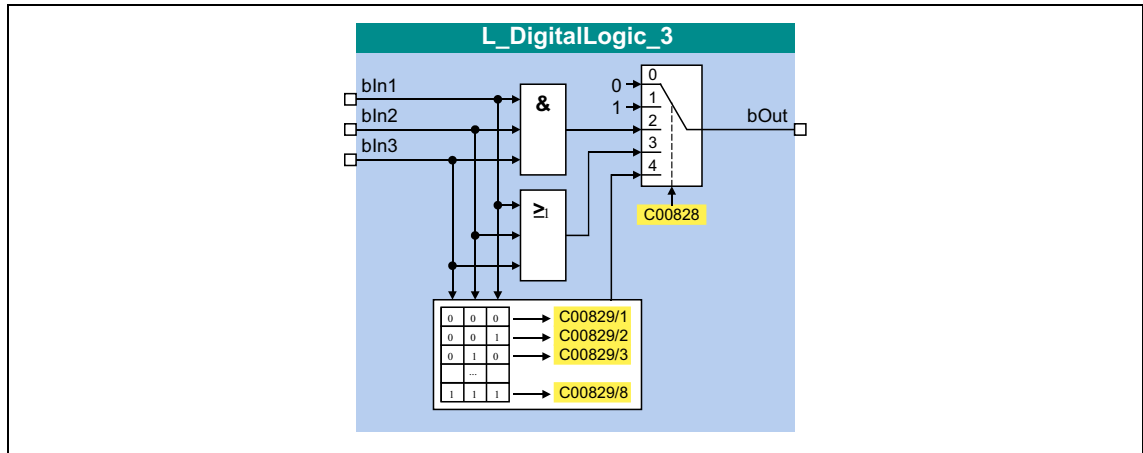 L_DigitalLogic_3
bIn1
bIn2
bIn3
&
≥1
0
1
0
1
2
3
4
bOut
C00828
0 0 0 C00829/1
0 0 1 C00829/2
0 1 0 C00829/3
...
1 1 1 C00829/8